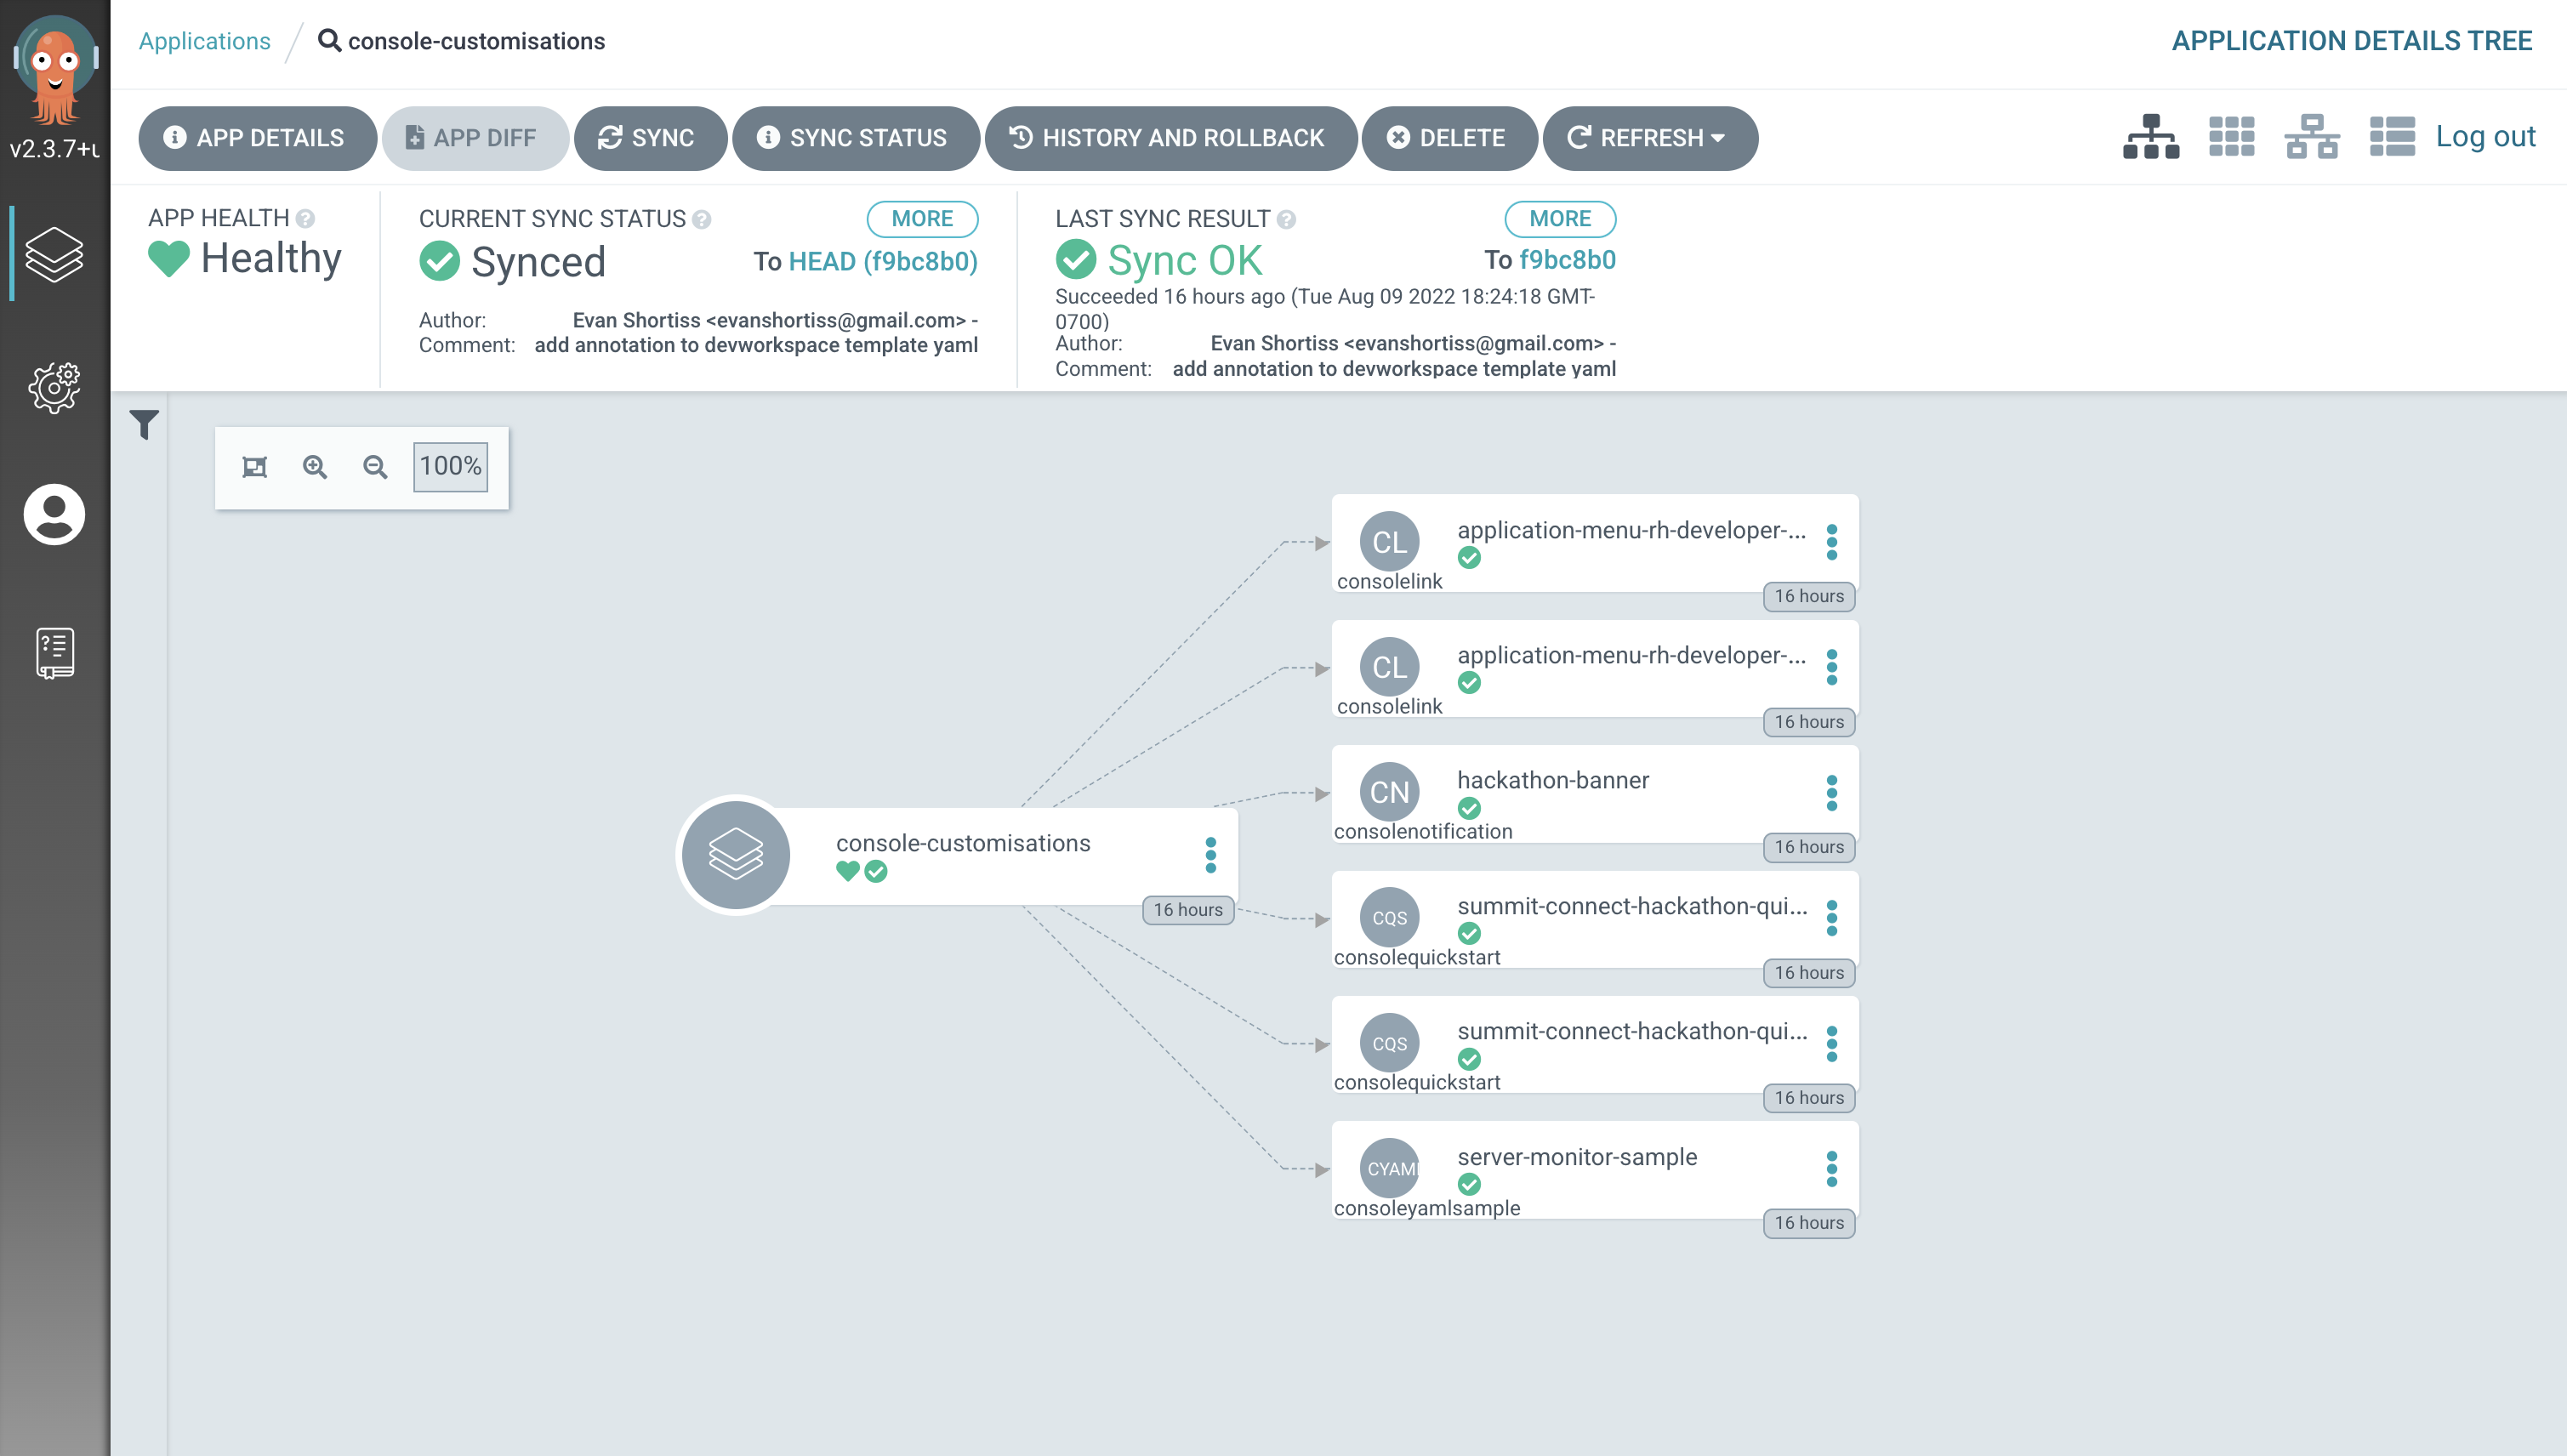 Applications / console-customisations
APPLICATION DETAILS TREE
v2.3.7+u
APP DETAILS
APP DIFF
SYNC
SYNC STATUS
HISTORY AND ROLLBACK
DELETE
REFRESH
Log out
APP HEALTH
Healthy
CURRENT SYNC STATUS
MORE
Synced
To HEAD (f9bc8b0)
Author: Evan Shortiss <evanshortiss@gmail.com> -
Comment: add annotation to devworkspace template yaml
LAST SYNC RESULT
MORE
Sync OK
To f9bc8b0
Succeeded 16 hours ago (Tue Aug 09 2022 18:24:18 GMT-
0700)
Author: Evan Shortiss <evanshortiss@gmail.com> -
Comment: add annotation to devworkspace template yaml
100%
console-customisations
16 hours
CL
application-menu-rh-developer-...
consolelink
16 hours
CL
application-menu-rh-developer-...
consolelink
16 hours
CN
hackathon-banner
consolenotification
16 hours
CQS
summit-connect-hackathon-qui...
consolequickstart
16 hours
CQS
summit-connect-hackathon-qui...
consolequickstart
16 hours
CYAML
server-monitor-sample
consoleyamlsample
16 hours